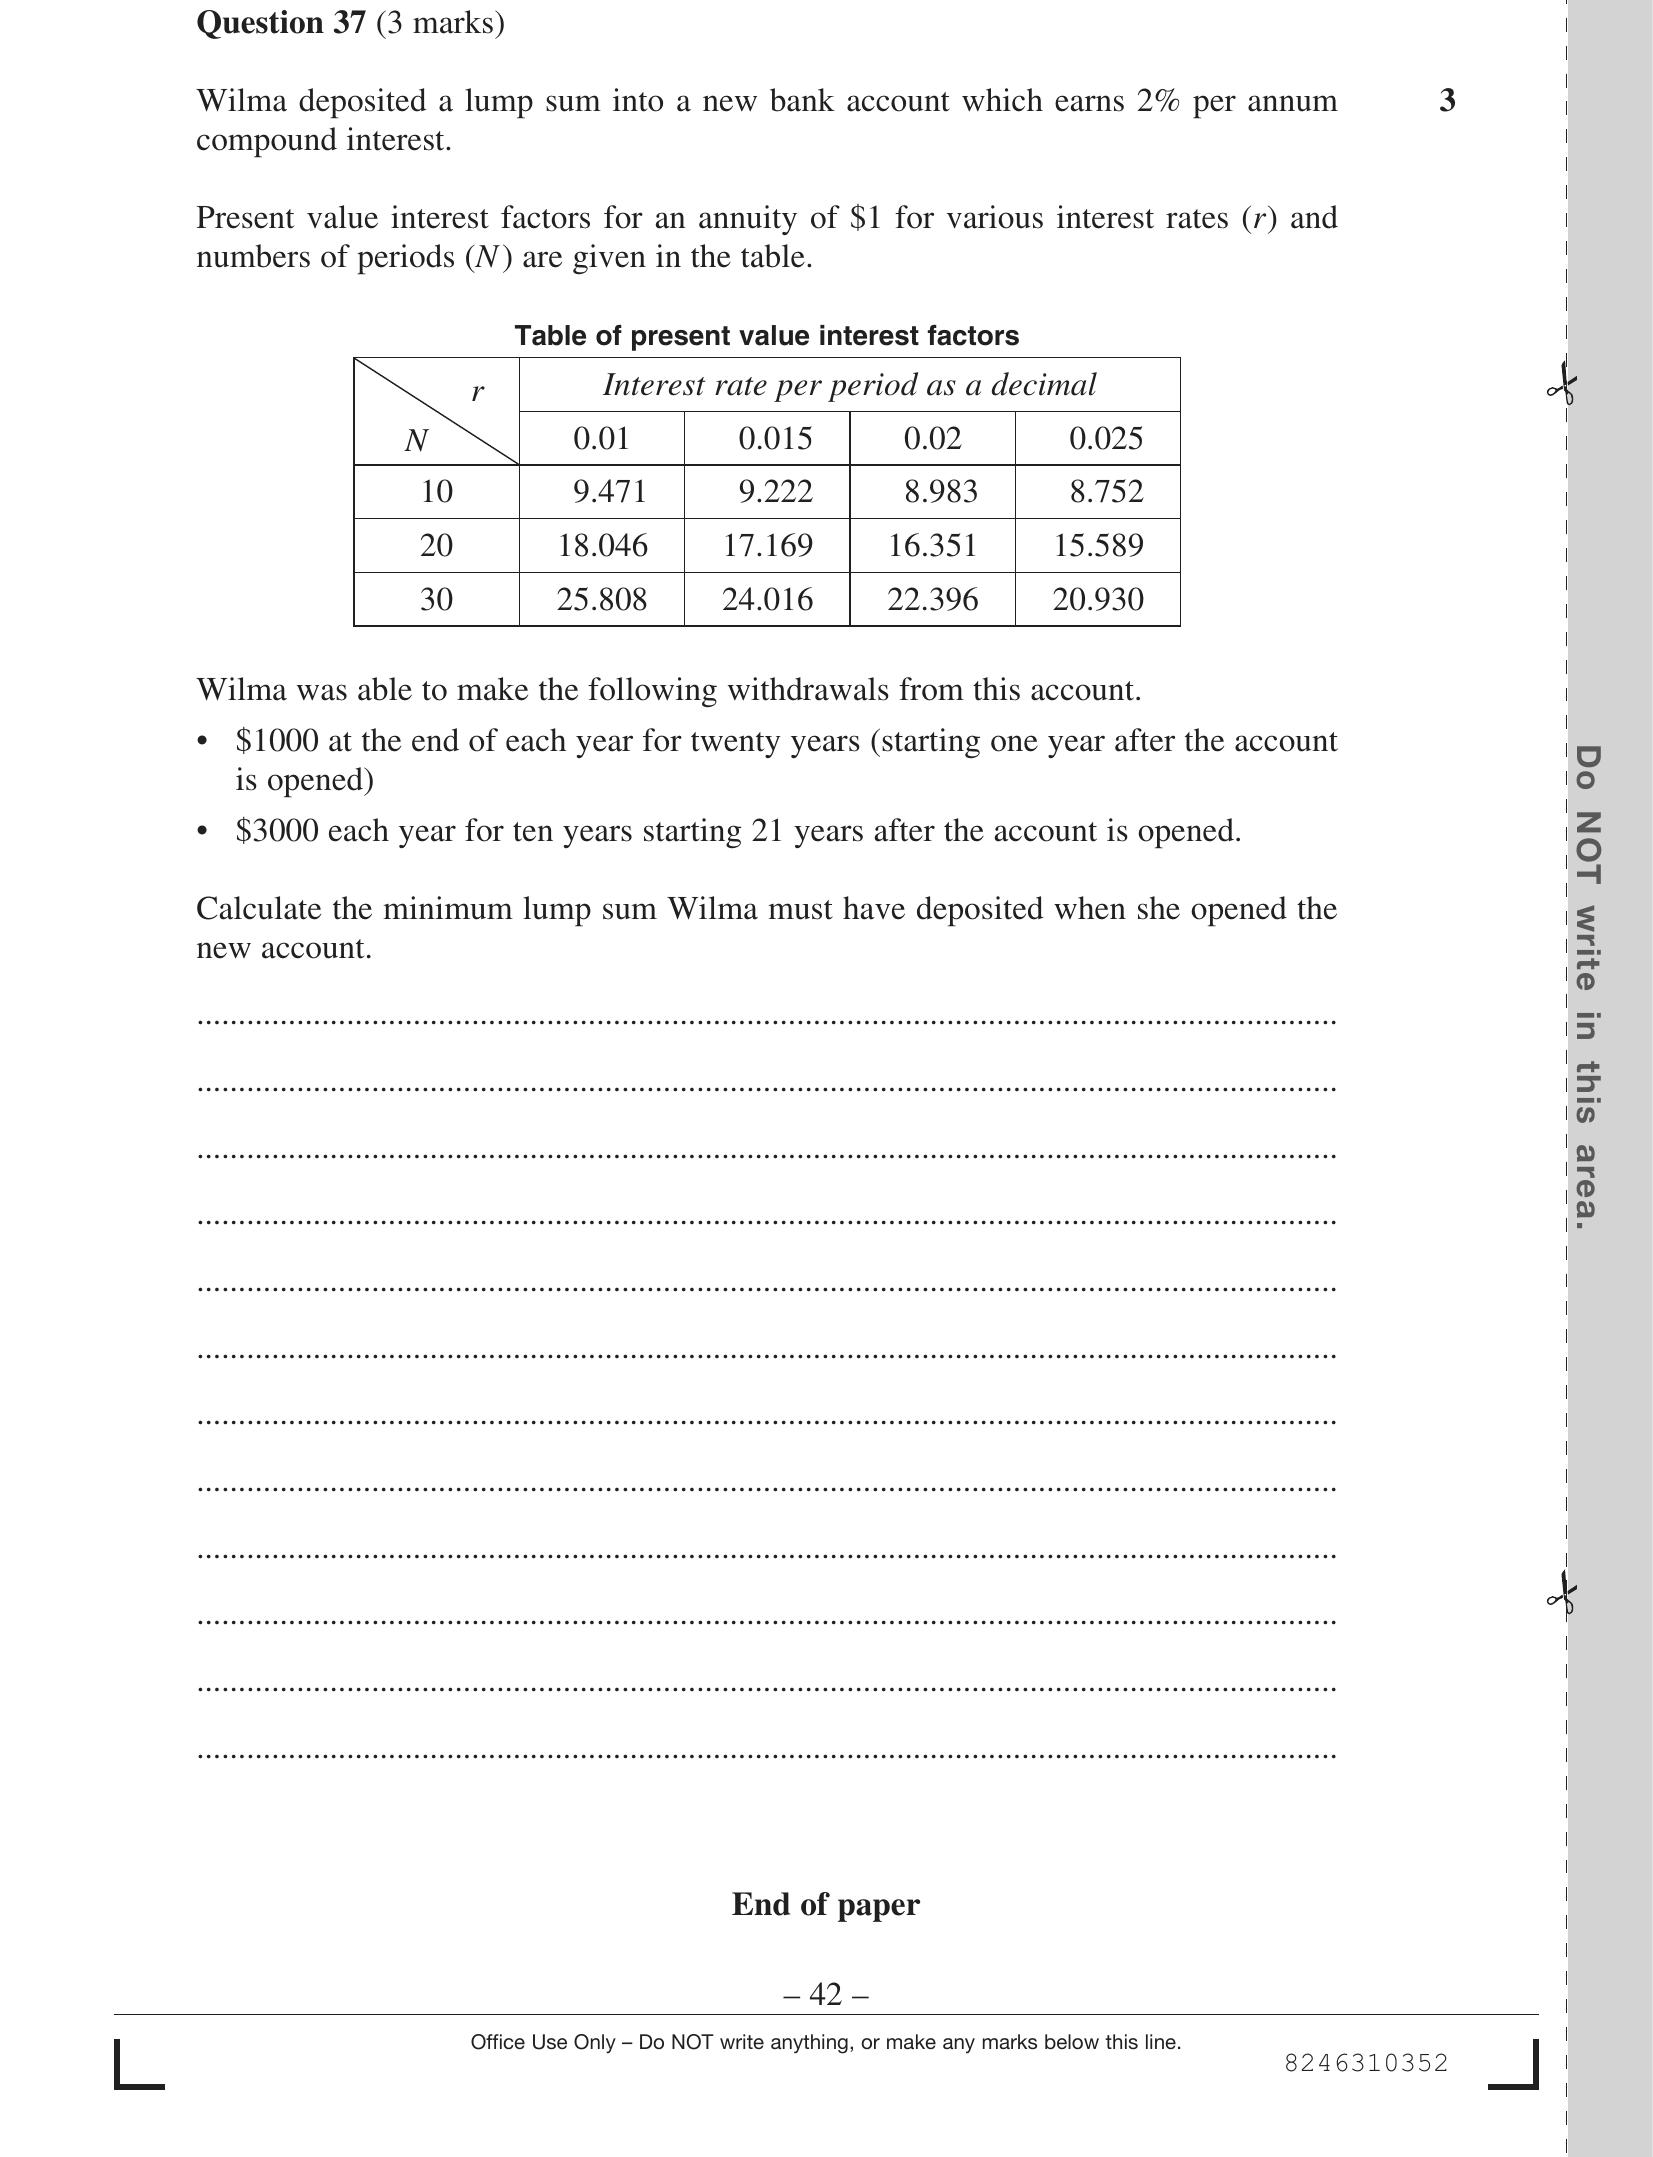 Question 37 (3 marks)
Wilma deposited a lump sum into a new bank account which earns 2% per annum 3
compound interest.
Present value interest factors for an annuity of $1 for various interest rates (r) and
numbers of periods (N) are given in the table.
Table of present value interest factors
r Interest rate per period as a decimal
N 0.01 0.015 0.02 0.025
10 9.471 9.222 8.983 8.752
20 18.046 17.169 16.351 15.589
30 25.808 24.016 22.396 20.930
Wilma was able to make the following withdrawals from this account.
• $1000 at the end of each year for twenty years (starting one year after the account
is opened)
• $3000 each year for ten years starting 21 years after the account is opened.
Calculate the minimum lump sum Wilma must have deposited when she opened the
new account.
End of paper
– 42 –
Office Use Only – Do NOT write anything, or make any marks below this line.
8246310352
Do NOT write in this area.